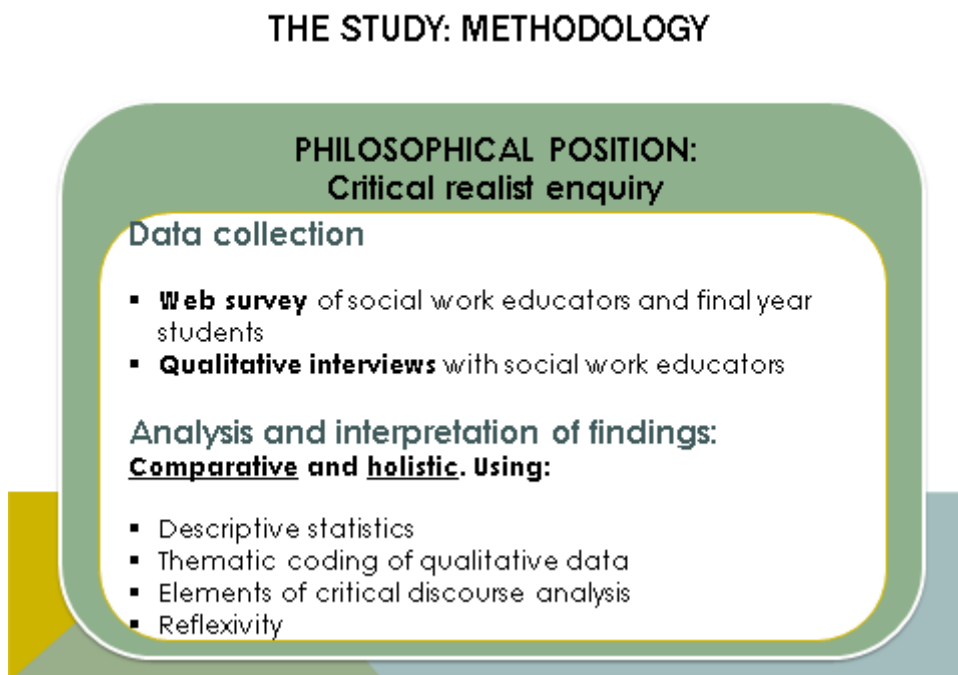 THE STUDY: METHODOLOGY
PHILOSOPHICAL POSITION:
Critical realist enquiry
Data collection
▪ Web survey of social work educators and final year
students
▪ Qualitative interviews with social work educators
Analysis and interpretation of findings:
Comparative and holistic. Using:
▪ Descriptive statistics
▪ Thematic coding of qualitative data
▪ Elements of critical discourse analysis
▪ Reflexivity